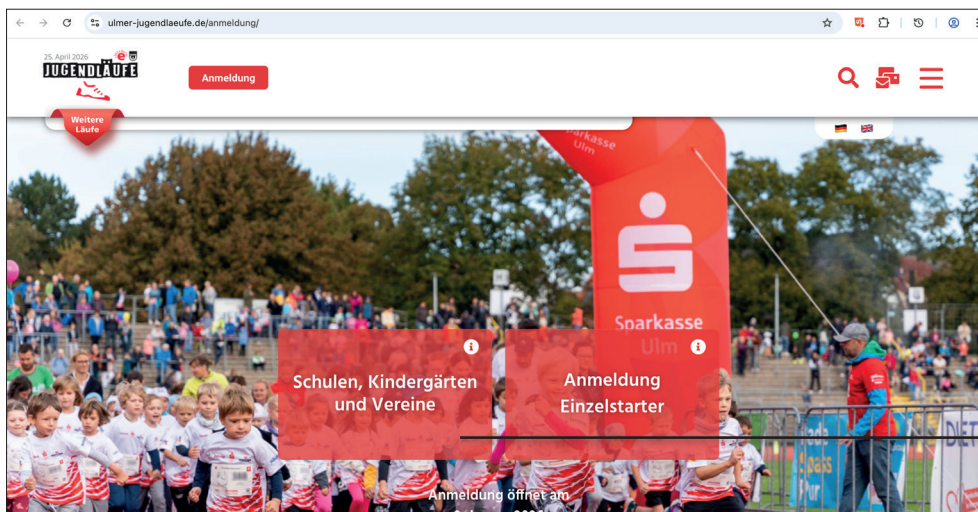 ulmer-jugendlaeufe.de/anmeldung/
25. April 2026
JUGENDLÄUFE
Anmeldung
Weitere
Läufe
Sparkasse
Ulm
Sparkasse
Ulm
Schulen, Kindergärten
und Vereine
Anmeldung
Einzelstarter
Anmeldung öffnet am